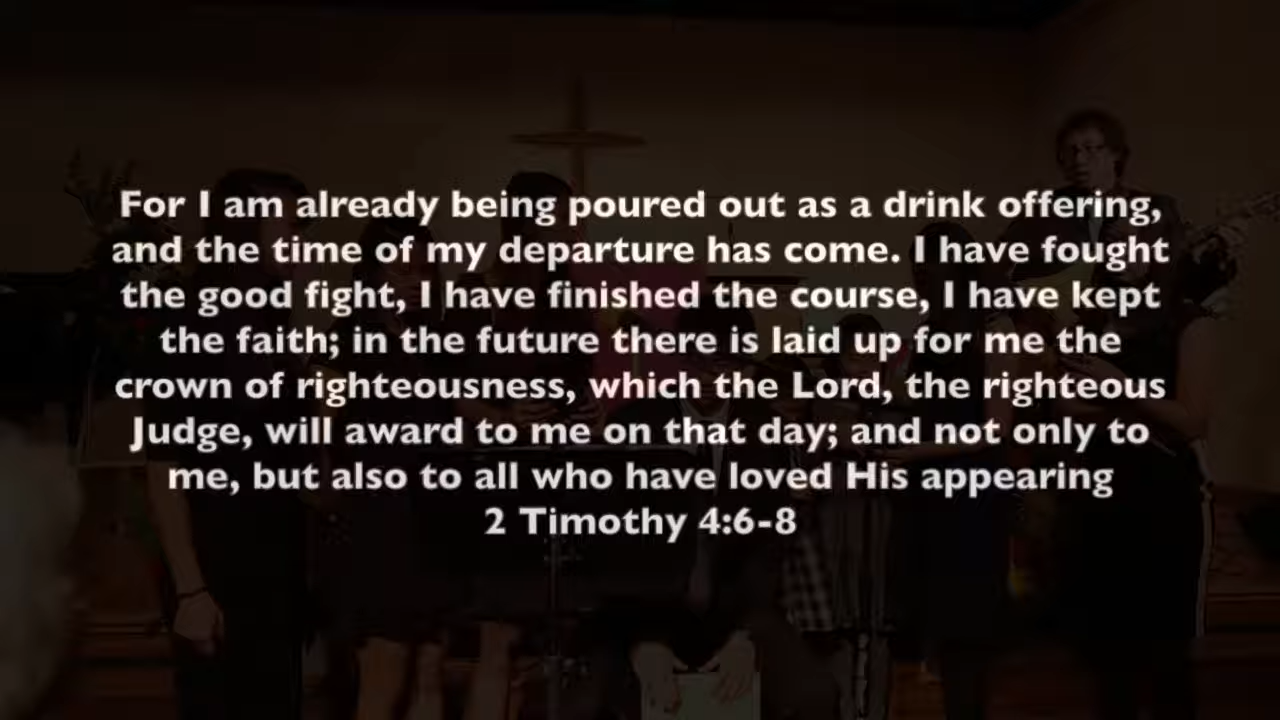 For I am already being poured out as a drink offering,
and the time of my departure has come. I have fought
the good fight, I have finished the course, I have kept
the faith; in the future there is laid up for me the
crown of righteousness, which the Lord, the righteous
Judge, will award to me on that day; and not only to
me, but also to all who have loved His appearing
2 Timothy 4:6-8